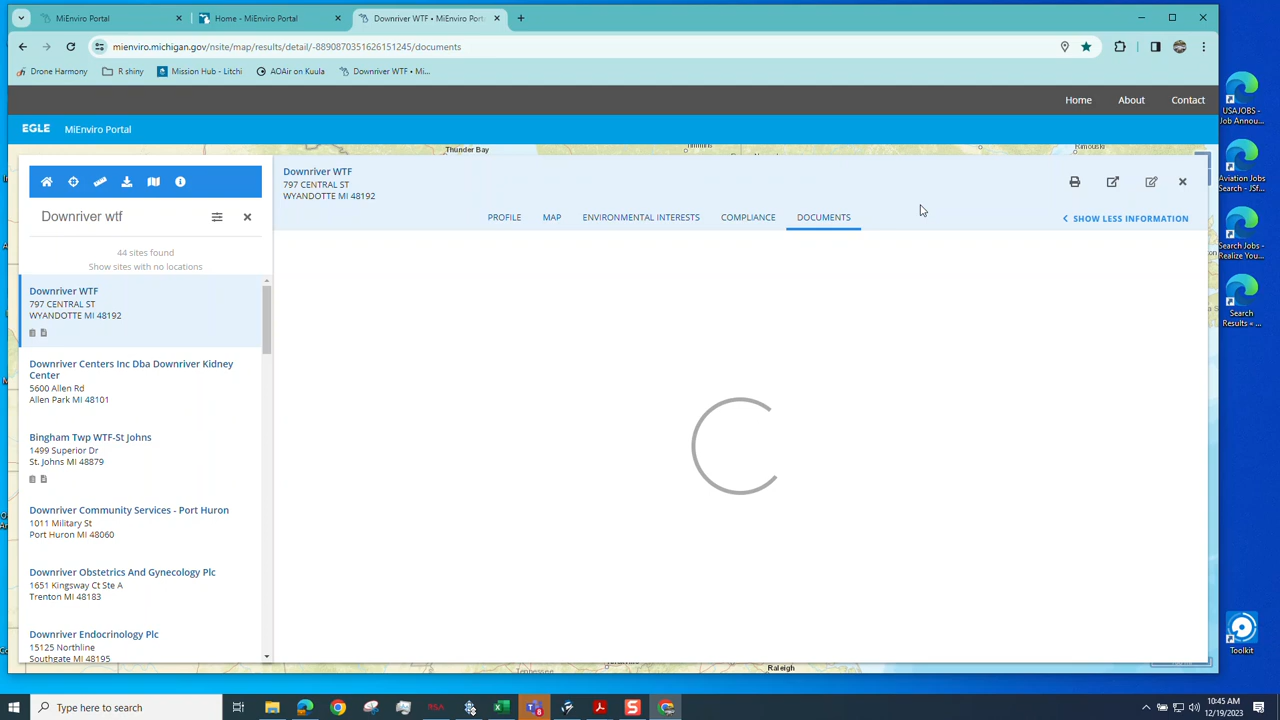 MiEnviro Portal
Home - MiEnviro Portal
Downriver WTF • MiEnviro Port
mienviro.michigan.gov/nsite/map/results/detail/-8890870351626151245/documents
Drone Harmony
R shiny
Mission Hub - Litchi
AOAir on Kuula
Downriver WTF • Mi...
Home
About
Contact
EGLE
MiEnviro Portal
Thunder Bay
Rimouski
Downriver WTF
797 CENTRAL ST
WYANDOTTE MI 48192
PROFILE
MAP
ENVIRONMENTAL INTERESTS
COMPLIANCE
DOCUMENTS
SHOW LESS INFORMATION
Downriver wtf
44 sites found
Show sites with no locations
Downriver WTF
797 CENTRAL ST
WYANDOTTE MI 48192
Downriver Centers Inc Dba Downriver Kidney
Center
5600 Allen Rd
Allen Park MI 48101
Bingham Twp WTF-St Johns
1499 Superior Dr
St. Johns MI 48879
Downriver Community Services - Port Huron
1011 Military St
Port Huron MI 48060
Downriver Obstetrics And Gynecology Plc
1651 Kingsway Ct Ste A
Trenton MI 48183
Downriver Endocrinology Plc
15125 Northline
Southgate MI 48195
Tennessee
Raleigh
USAJOBS -
Job Annou...
Aviation Jobs
Search - JSf...
Search Jobs -
Realize You...
Search
Results « ...
Toolkit
Type here to search
10:45 AM
12/19/2023